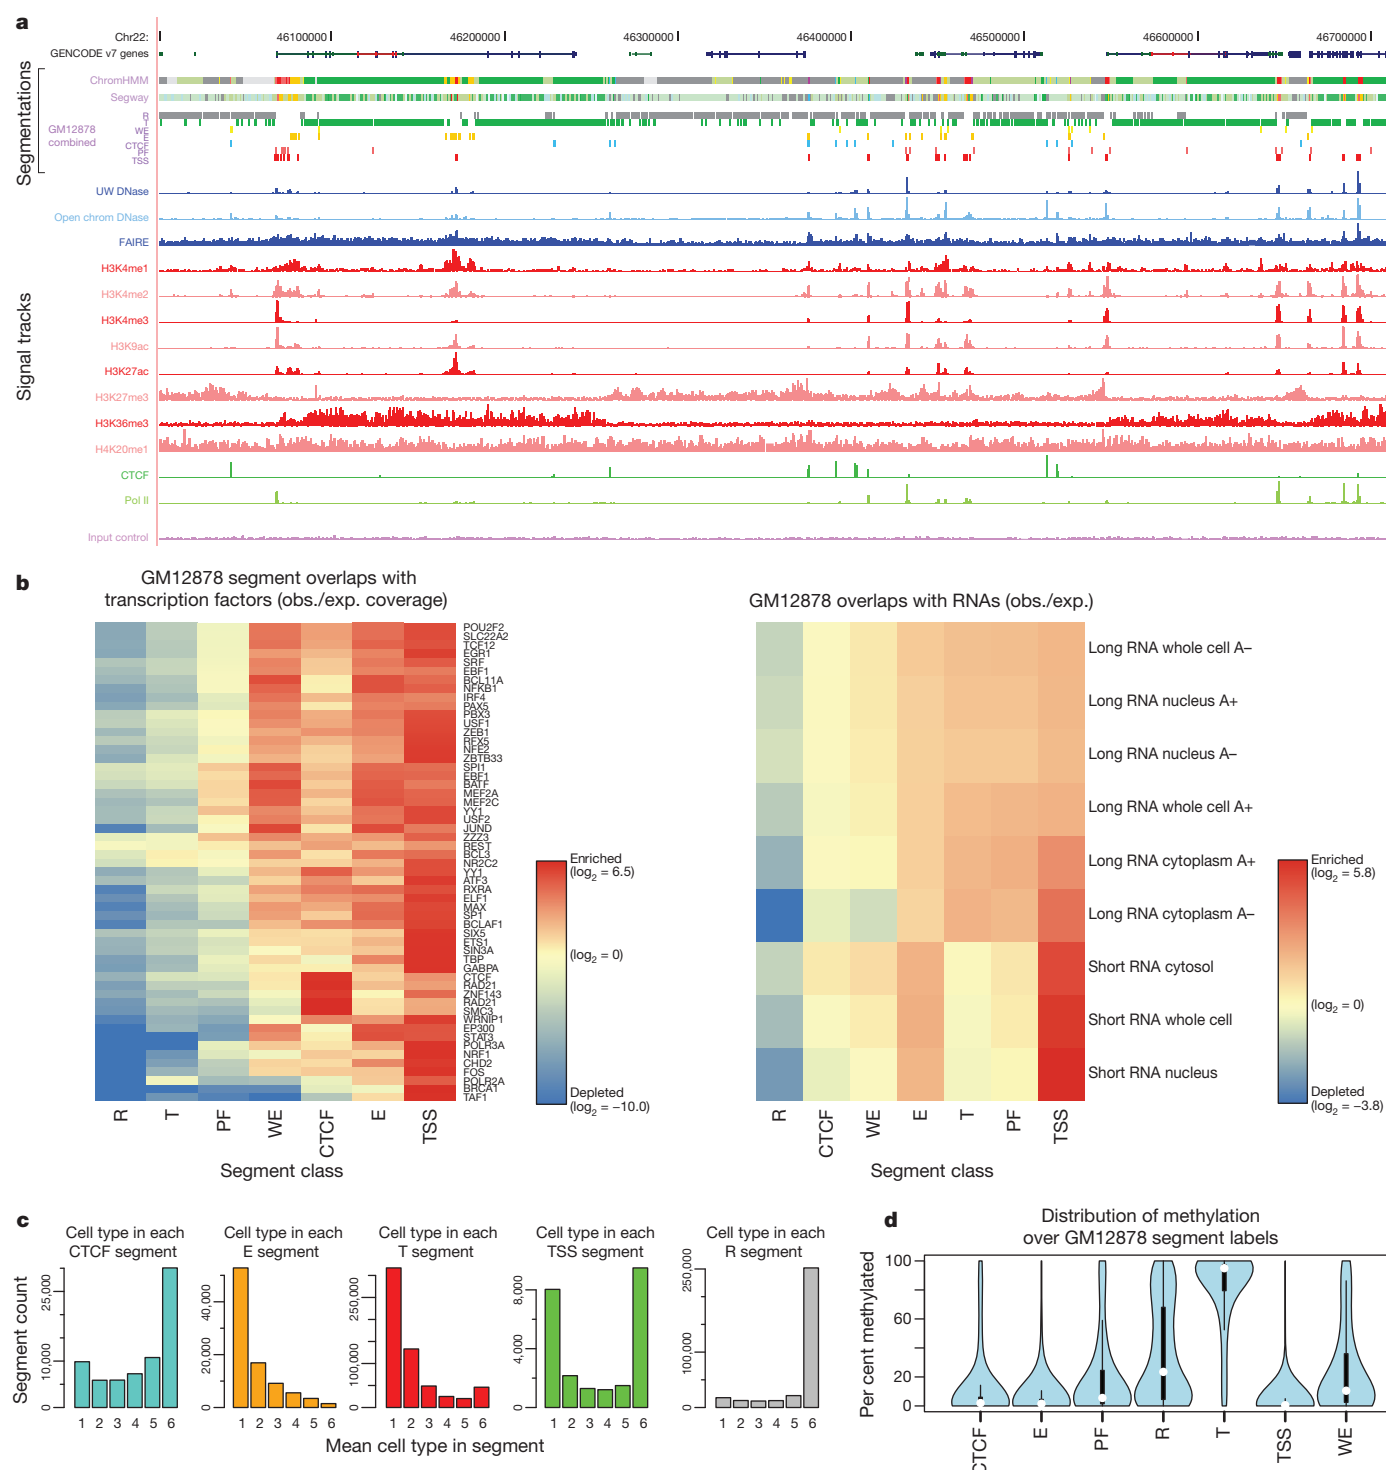 a
Chr22:
46100000
46200000
46300000
46400000
46500000
46600000
46700000
GENCODE v7 genes
Segmentations
ChromHMM
Segway
GM12878
combined
R
T
WE
CTCF
PF
TSS
Signal tracks
UW DNase
Open chrom DNase
FAIRE
H3K4me1
H3K4me2
H3K4me3
H3K9ac
H3K27ac
H3K27me3
H3K36me3
H4K20me1
CTCF
Pol II
Input control
b
GM12878 segment overlaps with
transcription factors (obs./exp. coverage)
POU2F2
SLC22A2
TCF12
EGR1
SRF
EBF1
BCL11A
NFKB1
IRF4
PAX5
PBX3
USF1
ZEB1
RFX5
NFE2
ZBTB33
SPI1
EBF1
BATF
MEF2A
MEF2C
YY1
USF2
JUND
ZZZ3
REST
BCL3
NR2C2
YY1
ATF3
RXRA
ELF1
MAX
SP1
BCLAF1
SIX5
ETS1
SIN3A
TBP
GABPA
CTCF
RAD21
ZNF143
RAD21
SMC3
WRNIP1
EP300
STAT3
POLR3A
NRF1
CHD2
FOS
POLR2A
BRCA1
TAF1
R
T
PF
WE
CTCF
E
TSS
Segment class
Enriched
(log2 = 6.5)
(log2 = 0)
Depleted
(log2 = −10.0)
GM12878 overlaps with RNAs (obs./exp.)
Long RNA whole cell A−
Long RNA nucleus A+
Long RNA nucleus A−
Long RNA whole cell A+
Long RNA cytoplasm A+
Long RNA cytoplasm A−
Short RNA cytosol
Short RNA whole cell
Short RNA nucleus
R
CTCF
WE
E
T
PF
TSS
Segment class
Enriched
(log2 = 5.8)
(log2 = 0)
Depleted
(log2 = −3.8)
c
Cell type in each
CTCF segment
Segment count
25,000
10,000
0
1 2 3 4 5 6
Cell type in each
E segment
40,000
20,000
0
1 2 3 4 5 6
Cell type in each
T segment
250,000
100,000
0
1 2 3 4 5 6
Cell type in each
TSS segment
8,000
4,000
0
1 2 3 4 5 6
Cell type in each
R segment
250,000
100,000
0
1 2 3 4 5 6
Mean cell type in segment
d
Distribution of methylation
over GM12878 segment labels
Per cent methylated
100
60
20
0
CTCF
E
PF
R
T
TSS
WE